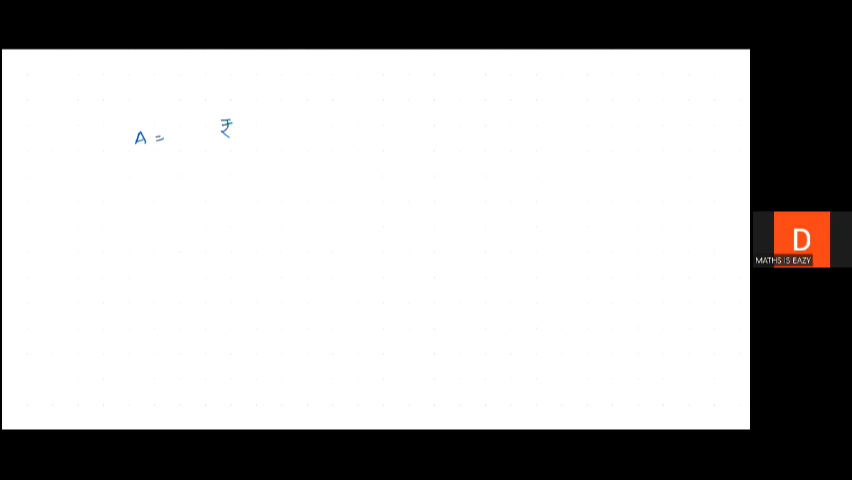 A = ₹
D
MATHS IS EAZY